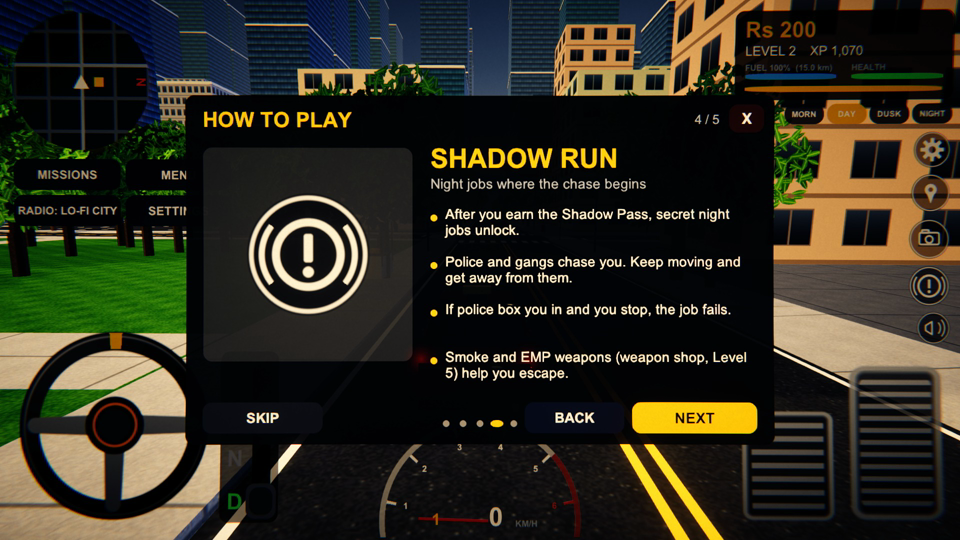 Rs 200
LEVEL 2 XP 1,070
FUEL 100% (15.0 km) HEALTH
MORN DAY DUSK NIGHT
N
MISSIONS
MEN
RADIO: LO-FI CITY
SETTIN
HOW TO PLAY
4 / 5
X
SHADOW RUN
Night jobs where the chase begins
After you earn the Shadow Pass, secret night
jobs unlock.
Police and gangs chase you. Keep moving and
get away from them.
If police box you in and you stop, the job fails.
Smoke and EMP weapons (weapon shop, Level
5) help you escape.
SKIP
BACK
NEXT
N
D
1 2 3 4 5
1
0
KM/H